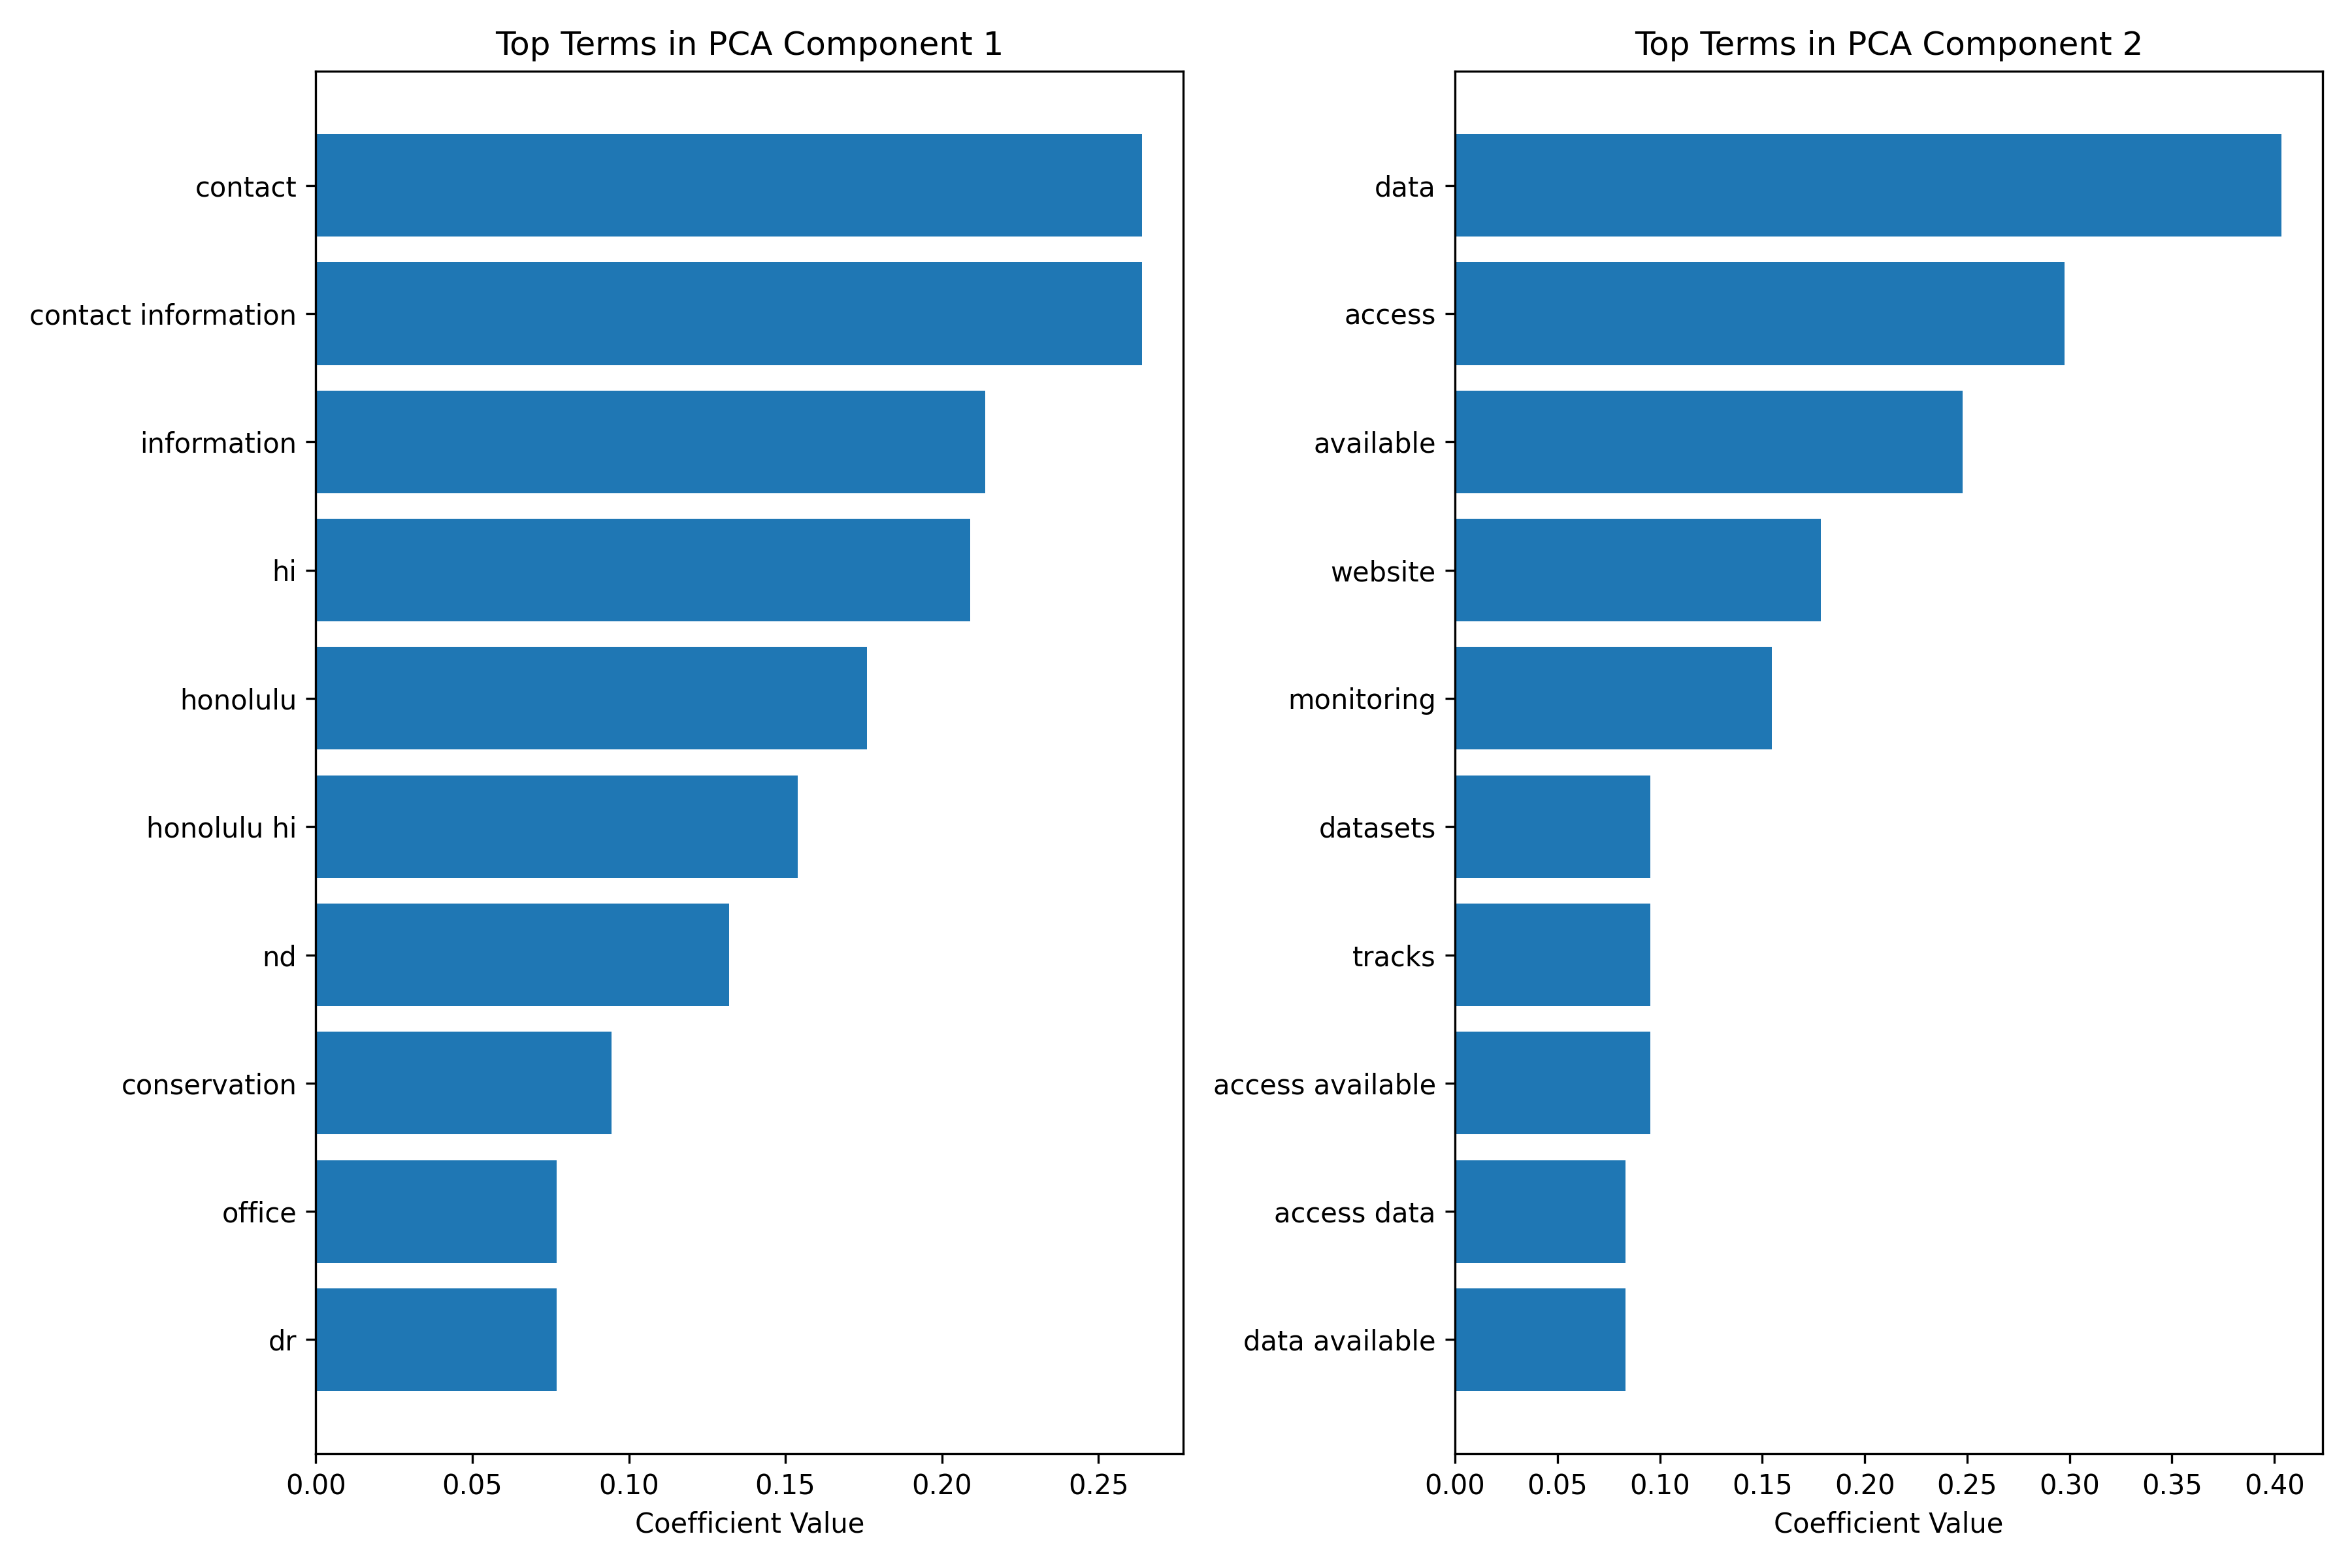 Top Terms in PCA Component 1
contact
contact information
information
hi
honolulu
honolulu hi
nd
conservation
office
dr
0.00 0.05 0.10 0.15 0.20 0.25
Coefficient Value
Top Terms in PCA Component 2
data
access
available
website
monitoring
datasets
tracks
access available
access data
data available
0.00 0.05 0.10 0.15 0.20 0.25 0.30 0.35 0.40
Coefficient Value